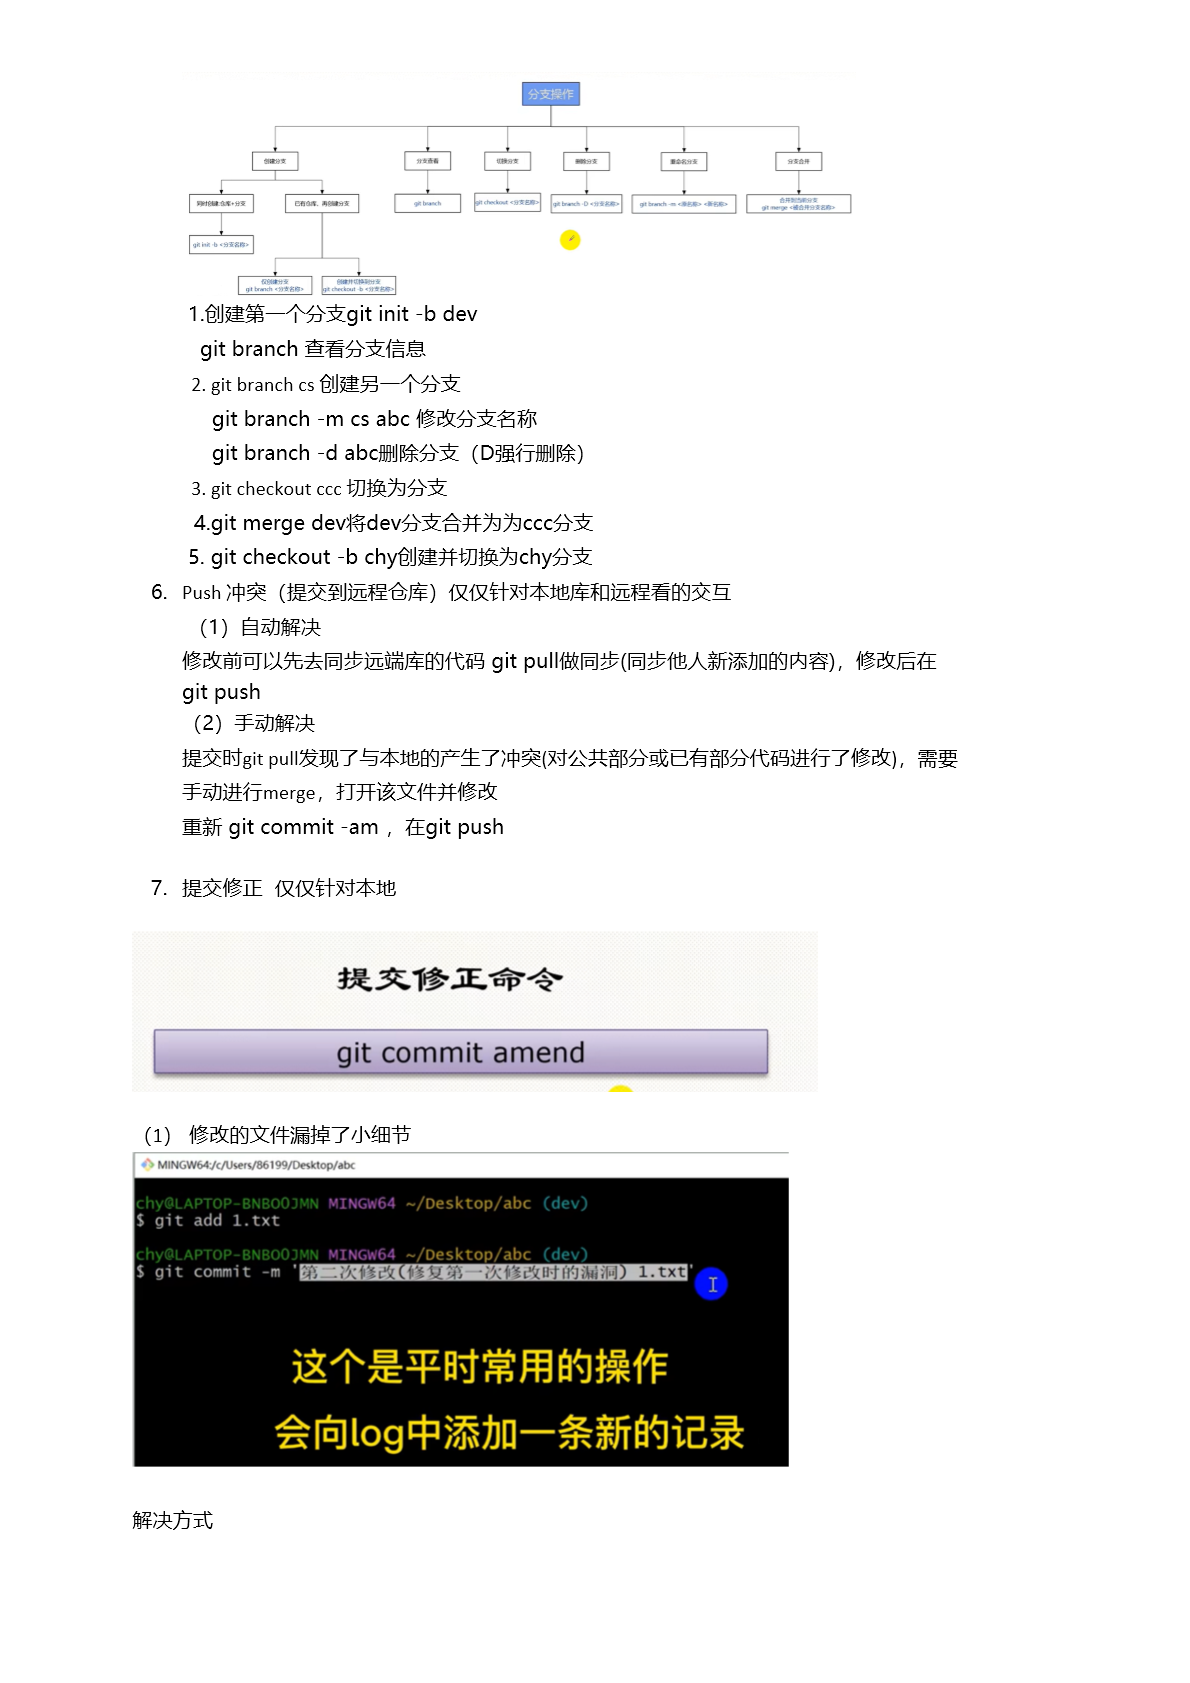 分支操作
创建分支
分支查看
切换分支
删除分支
重命名分支
分支合并
同时创建:仓库+分支
已有仓库、再创建分支
git branch
git checkout <分支名称>
git branch -D <分支名称>
git branch -m <原名称> <新名称>
合并到当前分支
git merge <被合并分支名称>
git init -b <分支名称>
仅创建分支
git branch <分支名称>
创建并切换到分支
git checkout -b <分支名称>
1.创建第一个分支git init -b dev
git branch 查看分支信息
2. git branch cs 创建另一个分支
git branch -m cs abc 修改分支名称
git branch -d abc删除分支（D强行删除）
3. git checkout ccc 切换为分支
4.git merge dev将dev分支合并为为ccc分支
5. git checkout -b chy创建并切换为chy分支
6. Push 冲突（提交到远程仓库）仅仅针对本地库和远程看的交互
（1）自动解决
修改前可以先去同步远端库的代码 git pull做同步(同步他人新添加的内容)，修改后在
git push
（2）手动解决
提交时git pull发现了与本地的产生了冲突(对公共部分或已有部分代码进行了修改)，需要
手动进行merge，打开该文件并修改
重新 git commit -am ，在git push
7. 提交修正 仅仅针对本地
提交修正命令
git commit amend
（1） 修改的文件漏掉了小细节
MINGW64:/c/Users/86199/Desktop/abc
chy@LAPTOP-BNBOOJMN MINGW64 ~/Desktop/abc (dev)
$ git add 1.txt
chy@LAPTOP-BNBOOJMN MINGW64 ~/Desktop/abc (dev)
$ git commit -m '第二次修改(修复第一次修改时的漏洞) 1.txt'
这个是平时常用的操作
会向log中添加一条新的记录
解决方式